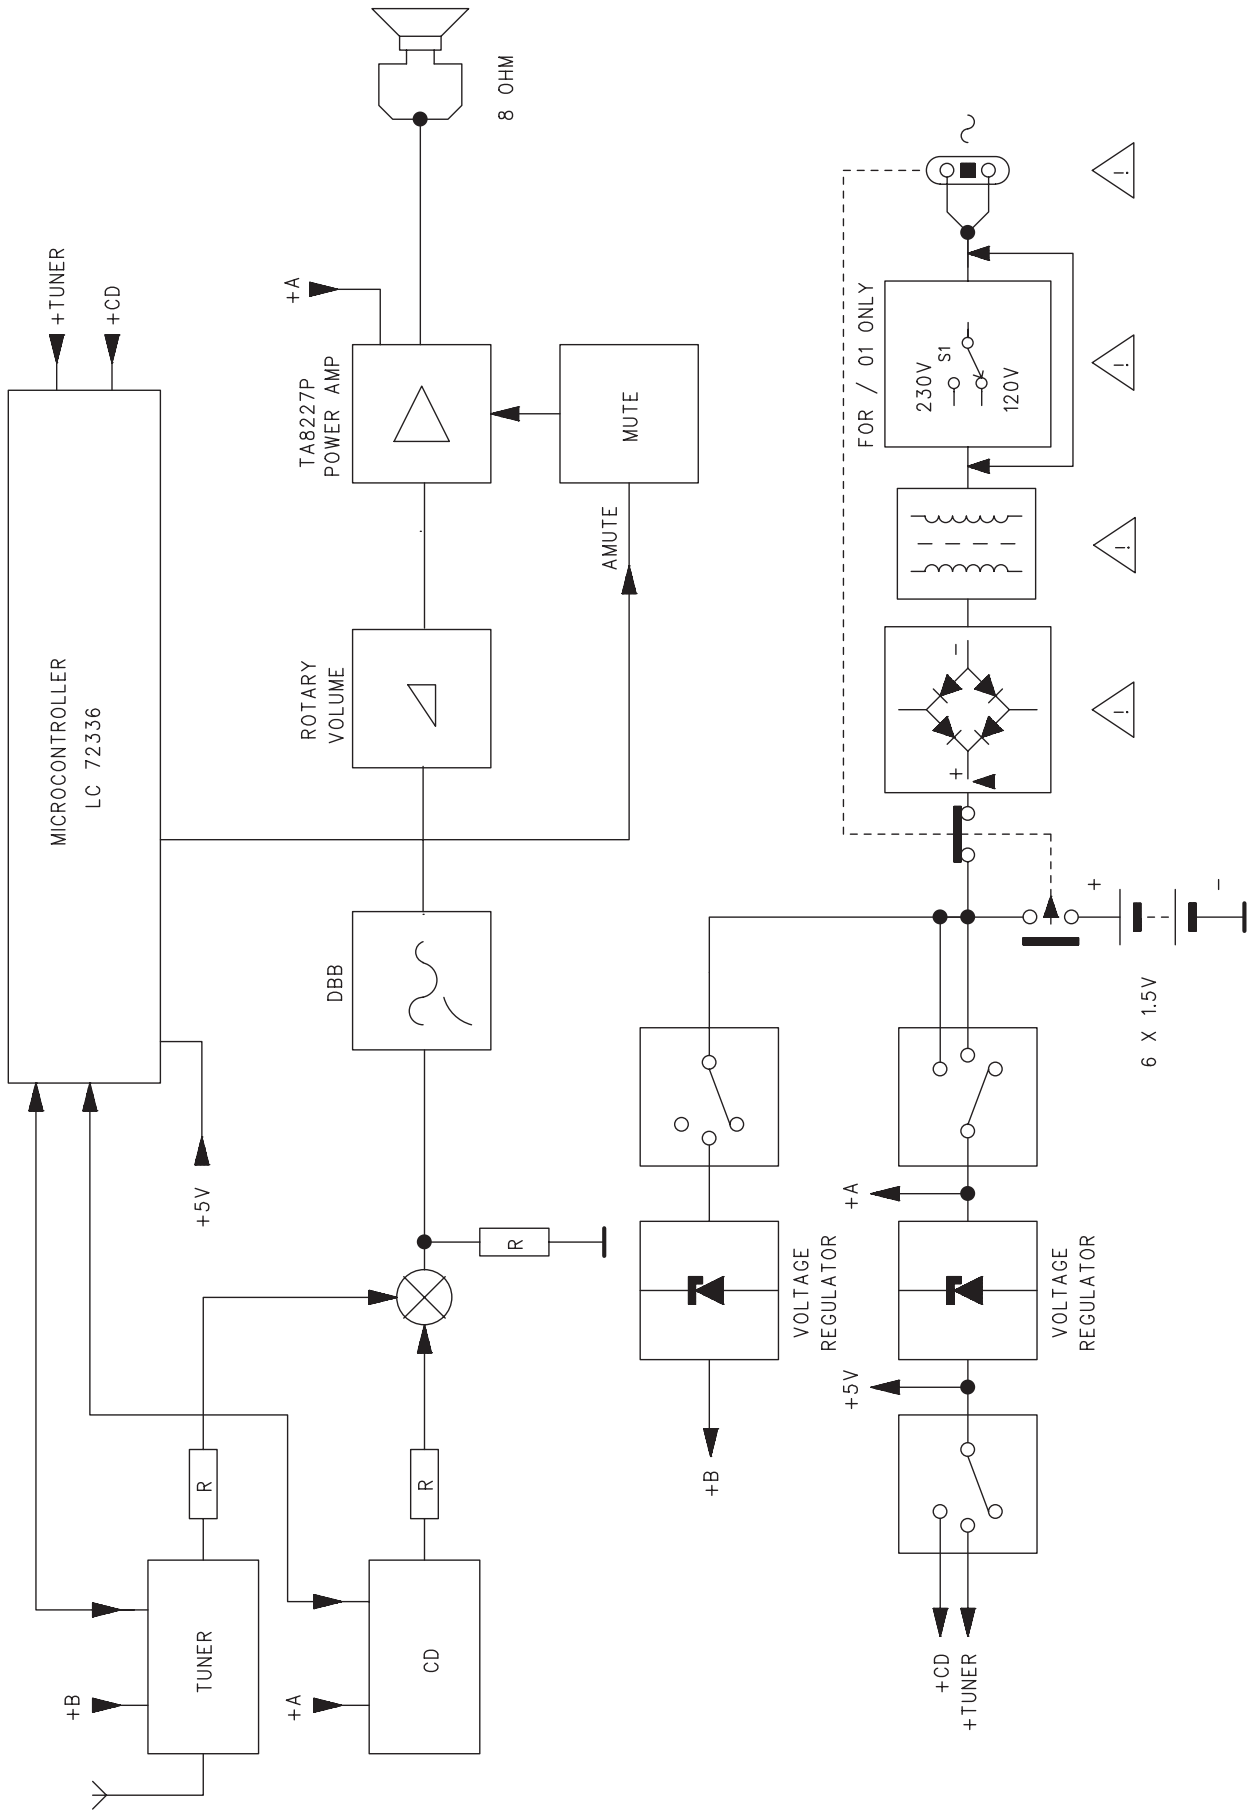 MICROCONTROLLER
LC 72336
+TUNER
+CD
+5V
+B
TUNER
R
+A
CD
R
R
DBB
ROTARY
VOLUME
TA8227P
POWER AMP
+A
8 OHM
AMUTE
MUTE
+B
VOLTAGE
REGULATOR
+CD
+TUNER
+5V
VOLTAGE
REGULATOR
+A
6 X 1.5V
+
-
+
-
FOR / 01 ONLY
230V
S1
120V
~
!
!
!
!